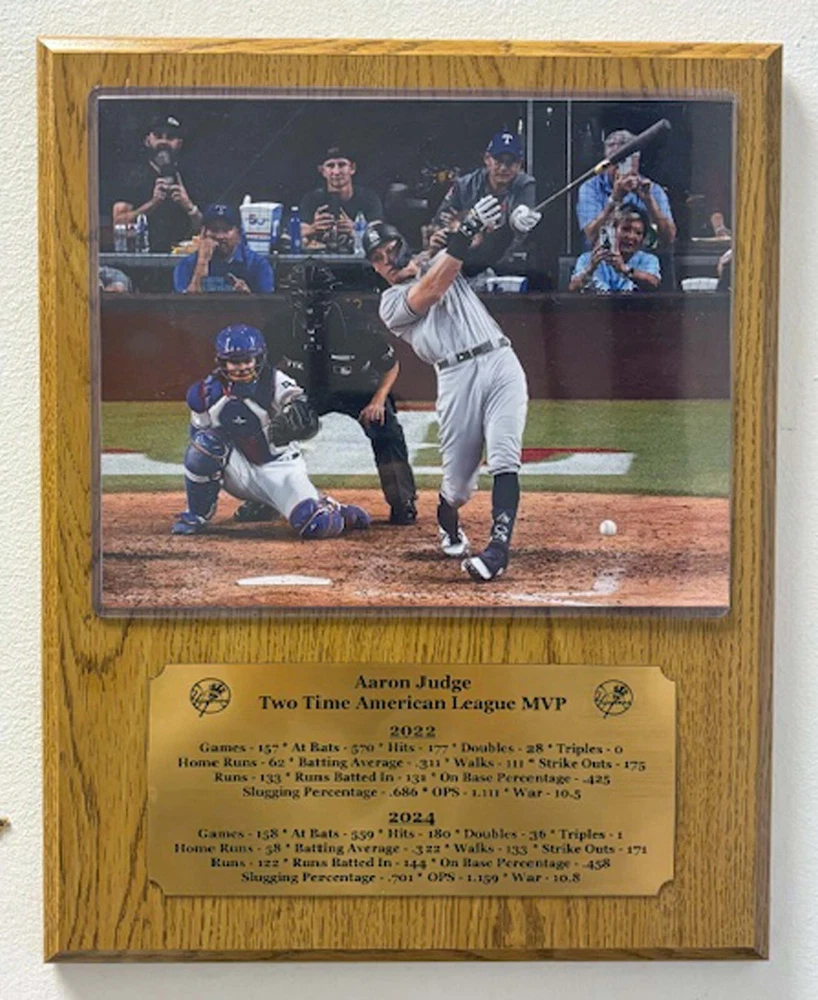 Aaron Judge
Two Time American League MVP
2022
Games - 157 * At Bats - 570 * Hits - 177 * Doubles - 28 * Triples - 0
Home Runs - 62 * Batting Average - .311 * Walks - 111 * Strike Outs - 175
Runs - 133 * Runs Batted In - 131 * On Base Percentage - .425
Slugging Percentage - .686 * OPS - 1.111 * War - 10.5
2024
Games - 158 * At Bats - 559 * Hits - 180 * Doubles - 36 * Triples - 1
Home Runs - 58 * Batting Average - .322 * Walks - 133 * Strike Outs - 171
Runs - 122 * Runs Batted In - 144 * On Base Percentage - .458
Slugging Percentage - .701 * OPS - 1.159 * War - 10.8